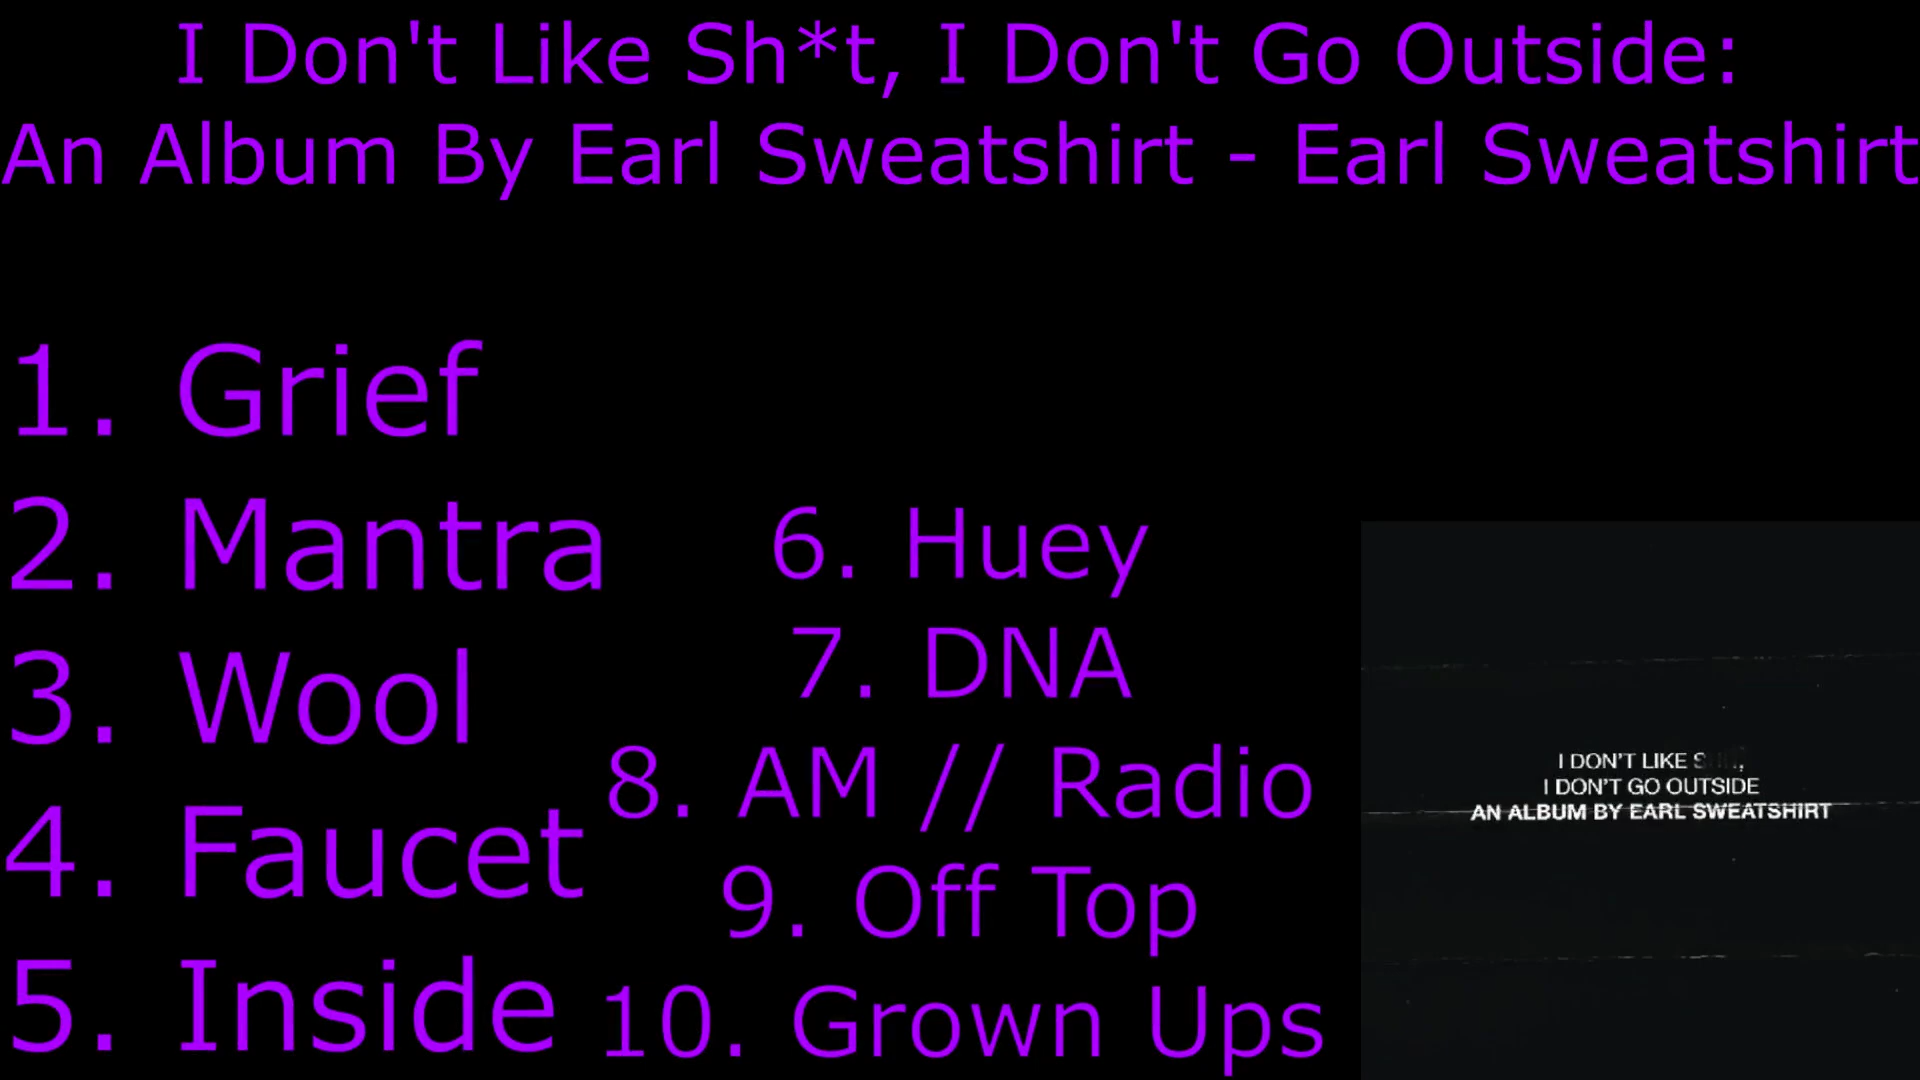 I Don't Like Sh*t, I Don't Go Outside:
An Album By Earl Sweatshirt - Earl Sweatshirt
1. Grief
2. Mantra
3. Wool
4. Faucet
5. Inside
6. Huey
7. DNA
8. AM // Radio
9. Off Top
10. Grown Ups
I DON'T LIKE
I DON'T GO OUTSIDE
AN ALBUM BY EARL SWEATSHIRT